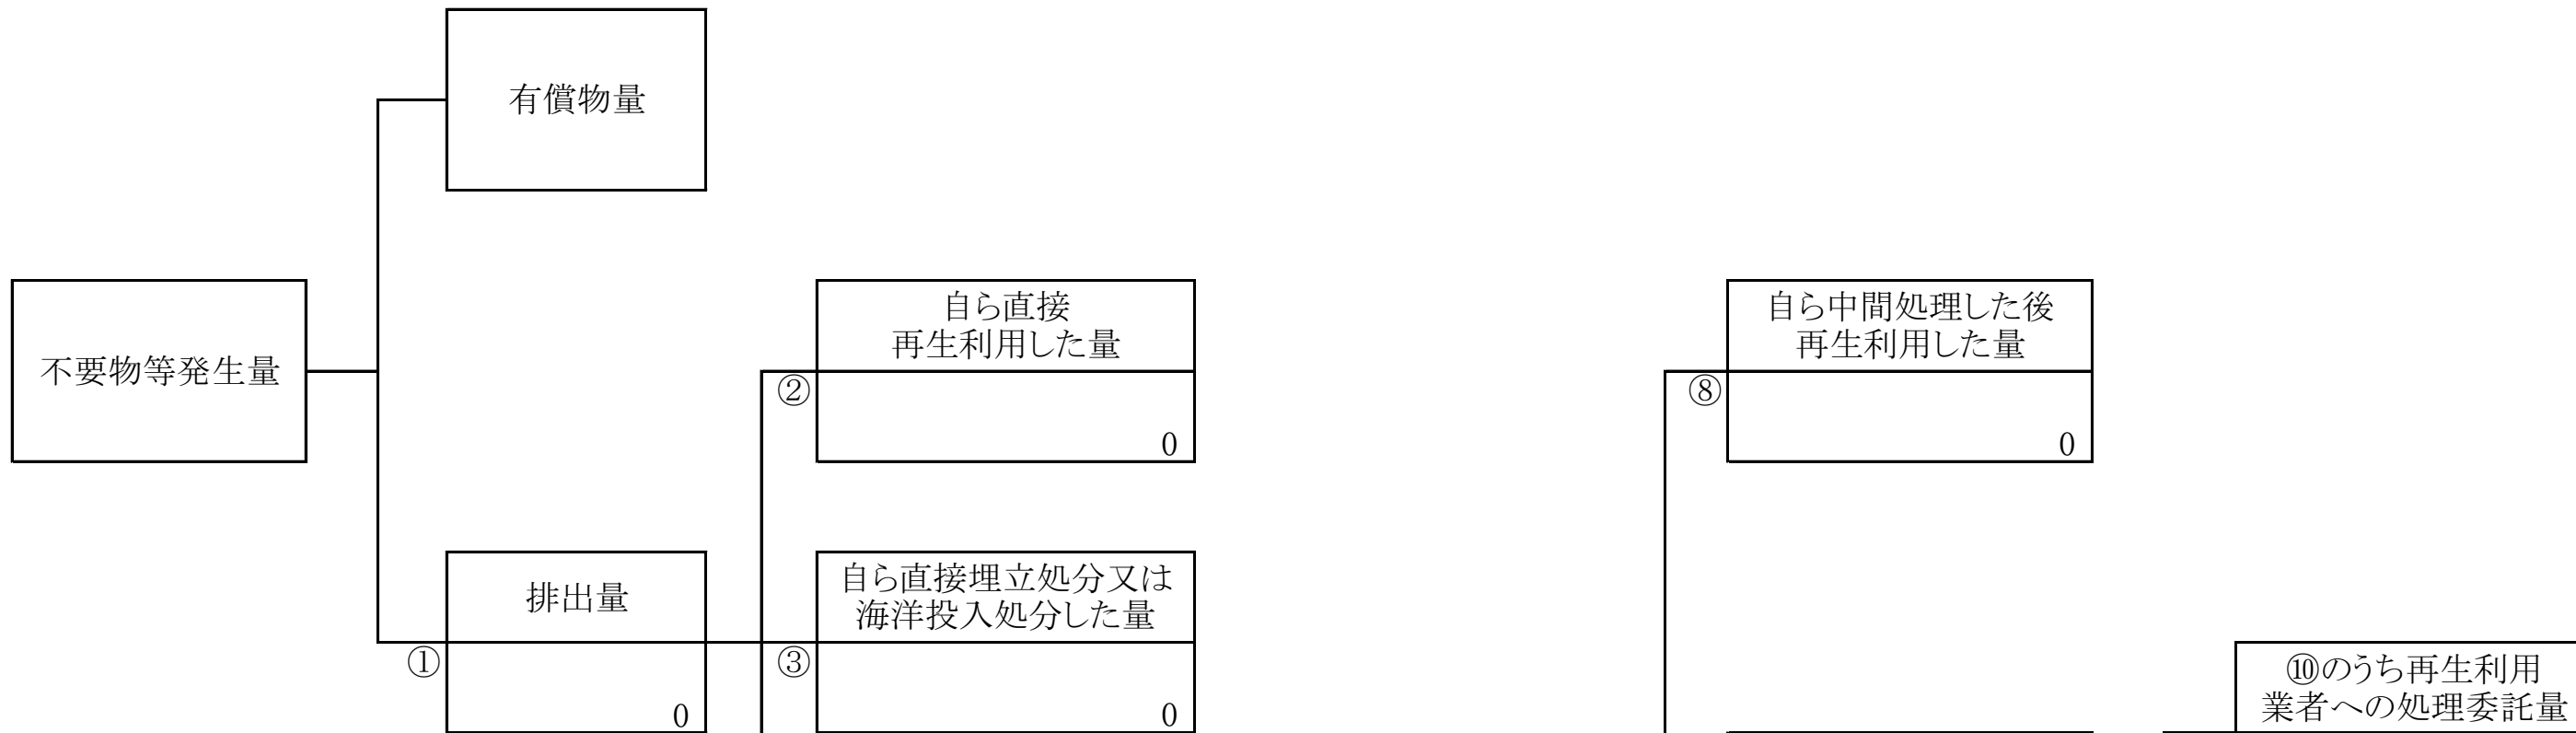 有償物量
不要物等発生量
自ら直接
再生利用した量
②
0
自ら中間処理した後
再生利用した量
⑧
0
排出量
①
0
自ら直接埋立処分又は
海洋投入処分した量
③
0
⑩のうち再生利用
業者への処理委託量